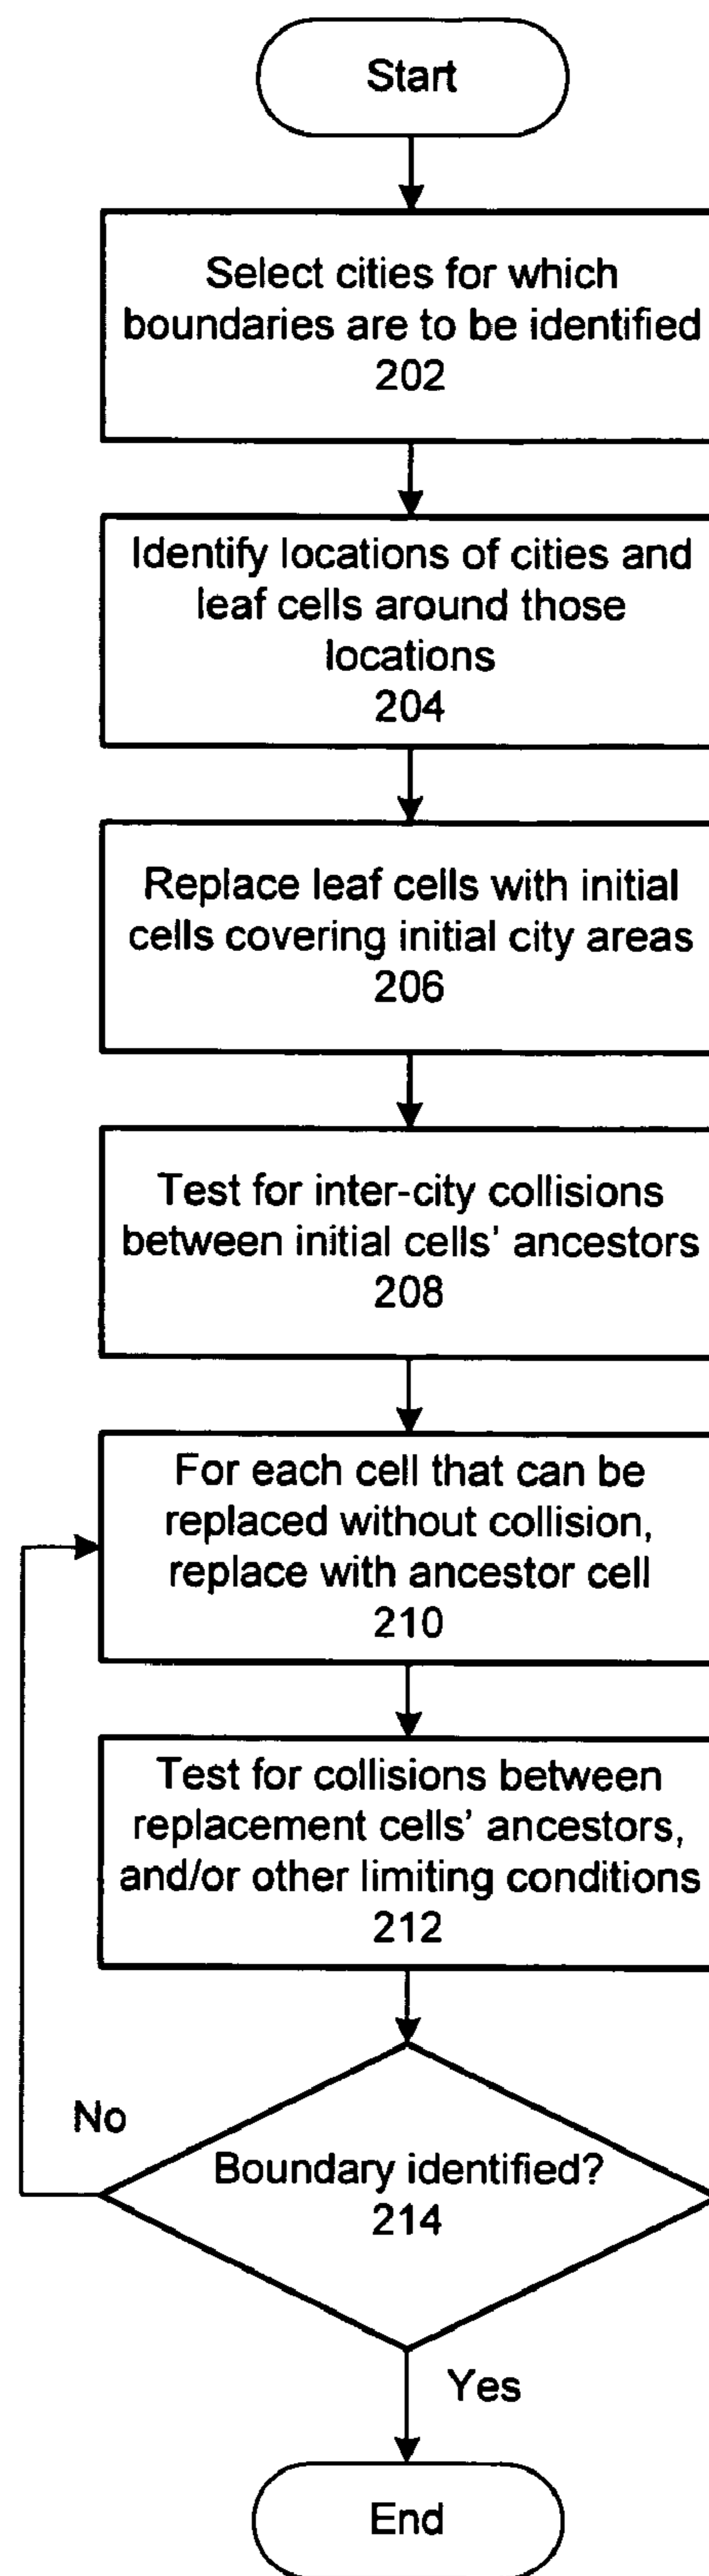 Start
Select cities for which
boundaries are to be identified
202
Identify locations of cities and
leaf cells around those
locations
204
Replace leaf cells with initial
cells covering initial city areas
206
Test for inter-city collisions
between initial cells' ancestors
208
For each cell that can be
replaced without collision,
replace with ancestor cell
210
Test for collisions between
replacement cells' ancestors,
and/or other limiting conditions
212
No
Boundary identified?
214
Yes
End